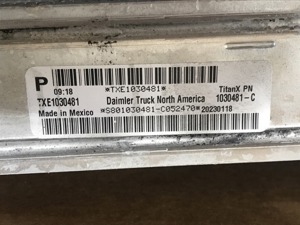 P
09:18 *TXE1030481* TitanX PN
TXE1030481 Daimler Truck North America 1030481-C
Made in Mexico *S801030481-C052470* 20230118